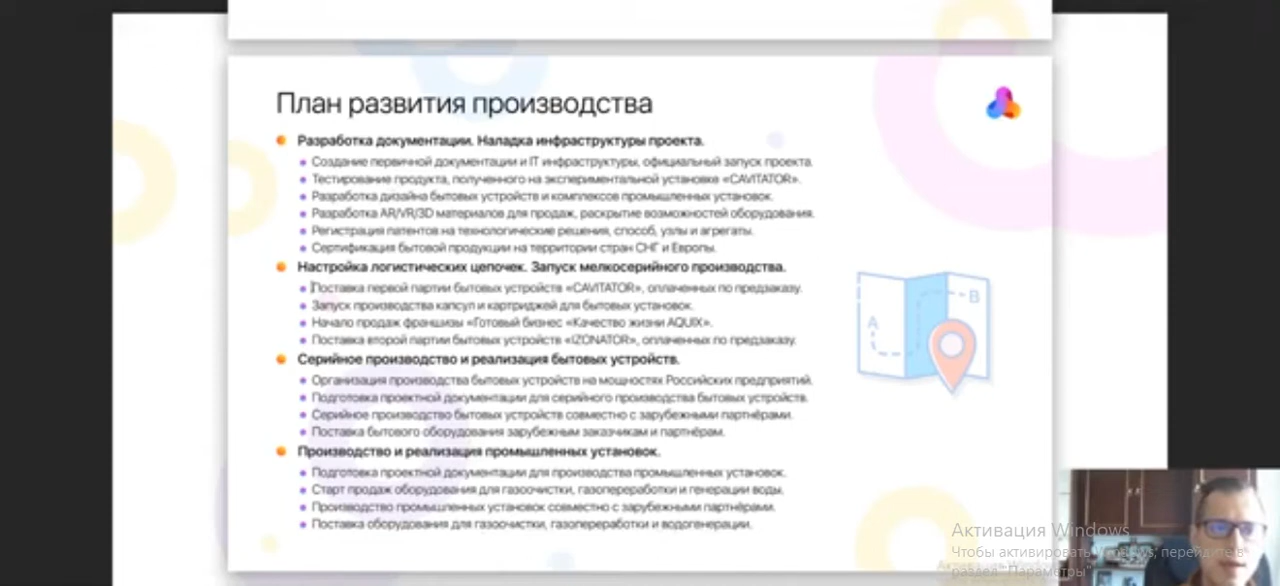 План развития производства
Разработка документации. Наладка инфраструктуры проекта.
Создание первичной документации и IT инфраструктуры, официальный запуск проекта.
Тестирование продукта, полученного на экспериментальной установке «CAVITATOR».
Разработка дизайна бытовых устройств и комплексов промышленных установок.
Разработка AR/VR/3D материалов для продаж, раскрытие возможностей оборудования.
Регистрация патентов на технологические решения, способ, узлы и агрегаты.
Сертификация бытовой продукции на территории стран СНГ и Европы.
Настройка логистических цепочек. Запуск мелкосерийного производства.
Поставка первой партии бытовых устройств «CAVITATOR», оплаченных по предзаказу.
Запуск производства капсул и картриджей для бытовых установок.
Начало продаж франшизы «Готовый бизнес «Качество жизни AQUIX».
Поставка второй партии бытовых устройств «IZONATOR», оплаченных по предзаказу.
Серийное производство и реализация бытовых устройств.
Организация производства бытовых устройств на мощностях Российских предприятий.
Подготовка проектной документации для серийного производства бытовых устройств.
Серийное производство бытовых устройств совместно с зарубежными партнёрами.
Поставка бытового оборудования зарубежным заказчикам и партнёрам.
Производство и реализация промышленных установок.
Подготовка проектной документации для производства промышленных установок.
Старт продаж оборудования для газоочистки, газопереработки и генерации воды.
Производство промышленных установок совместно с зарубежными партнёрами.
Поставка оборудования для газоочистки, газопереработки и водогенерации.
A
B
Активация Windows
Чтобы активировать Windows, перейдите в
раздел "Параметры"